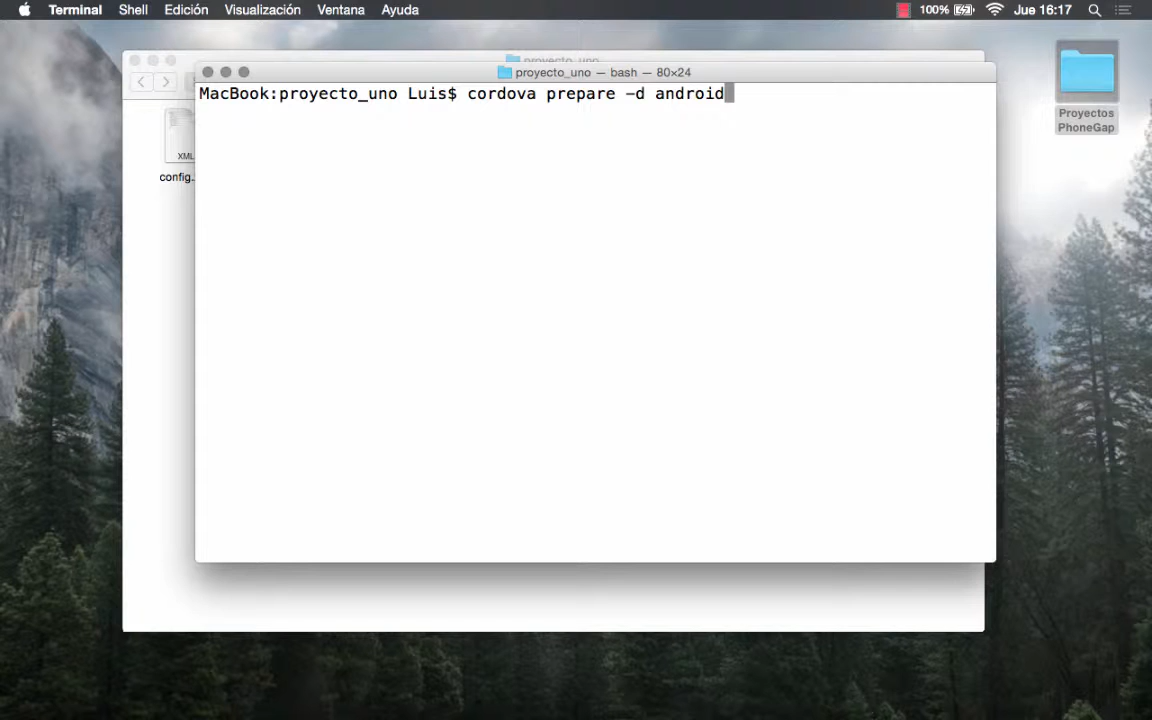 Terminal Shell Edición Visualización Ventana Ayuda 100% Jue 16:17
proyecto_uno
proyecto_uno — bash — 80×24
MacBook:proyecto_uno Luis$ cordova prepare -d android
XML
config.
Proyectos
PhoneGap